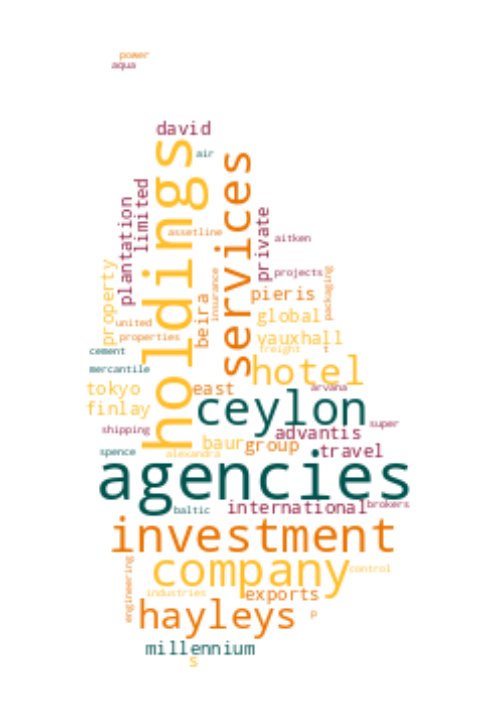 power
aqua
david
air
holdings
services
limited
plantation
private
assetline
aitken
property
projects
insurance
packaging
pieris
beira
global
united
vauxhall
properties
t
freight
cement
hotel
mercantile
tokyo
east
arvana
ceylon
finlay
super
shipping
advantis
baur
group
travel
spence
alexandra
agencies
international
brokers
baltic
investment
company
control
engineering
industries
exports
hayleys
p
millennium
s